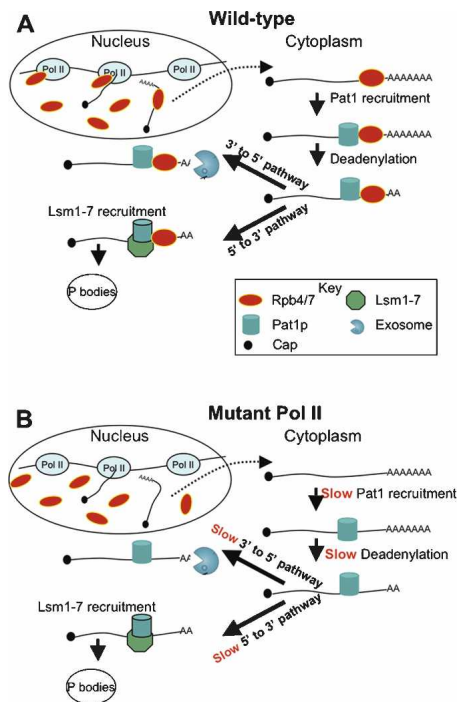 A
Wild-type
Nucleus
Cytoplasm
Pol II
Pol II
Pol II
AAAA
AAAAAAA
Pat1 recruitment
AAAAAAA
Deadenylation
3' to 5' pathway
AA
5' to 3' pathway
Lsm1-7 recruitment
AA
P bodies
Key
Rpb4/7
Lsm1-7
Pat1p
Exosome
Cap
B
Mutant Pol II
Nucleus
Cytoplasm
Pol II
Pol II
Pol II
AAAA
AAAAAAA
Slow Pat1 recruitment
AAAAAAA
Slow Deadenylation
Slow 3' to 5' pathway
AA
AA
Slow 5' to 3' pathway
Lsm1-7 recruitment
AA
P bodies